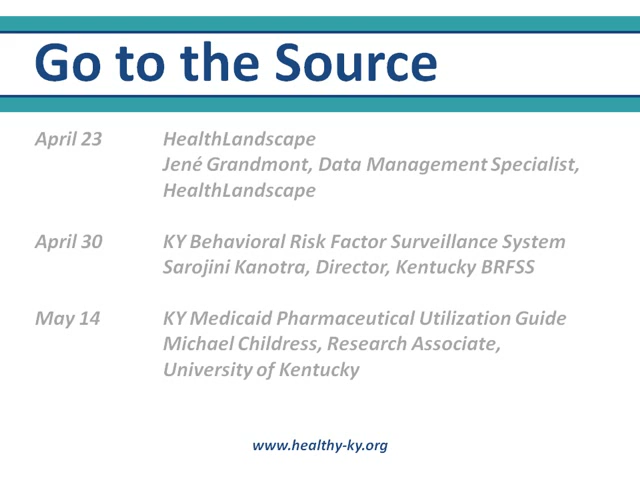 Go to the Source
April 23 HealthLandscape
Jené Grandmont, Data Management Specialist,
HealthLandscape
April 30 KY Behavioral Risk Factor Surveillance System
Sarojini Kanotra, Director, Kentucky BRFSS
May 14 KY Medicaid Pharmaceutical Utilization Guide
Michael Childress, Research Associate,
University of Kentucky
www.healthy-ky.org